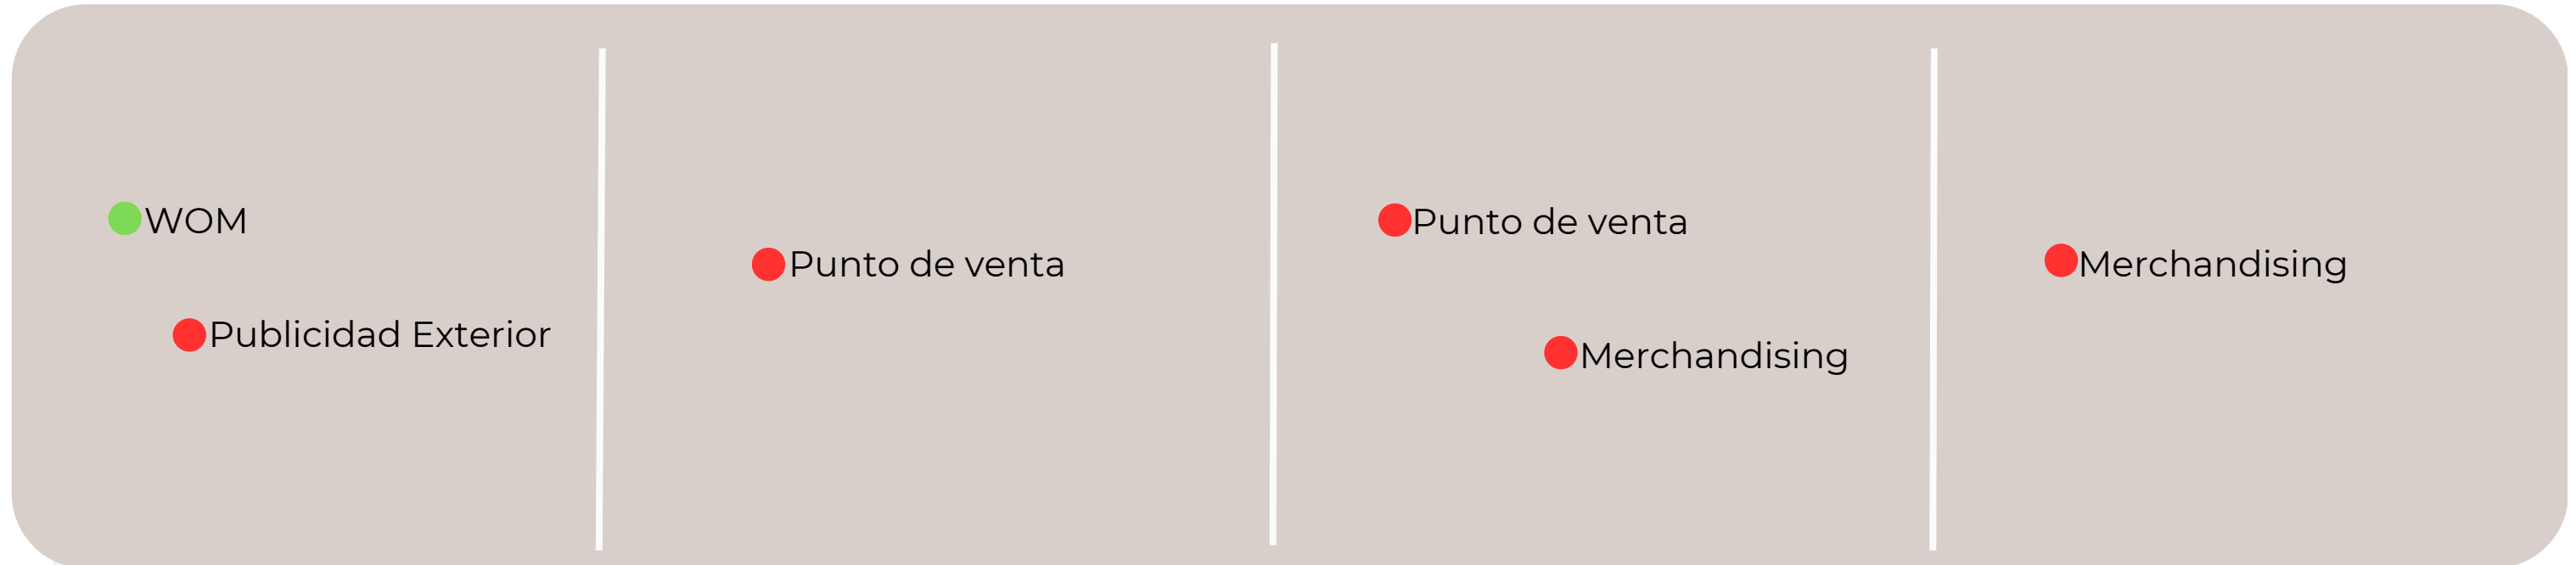 WOM
Publicidad Exterior
Punto de venta
Punto de venta
Merchandising
Merchandising